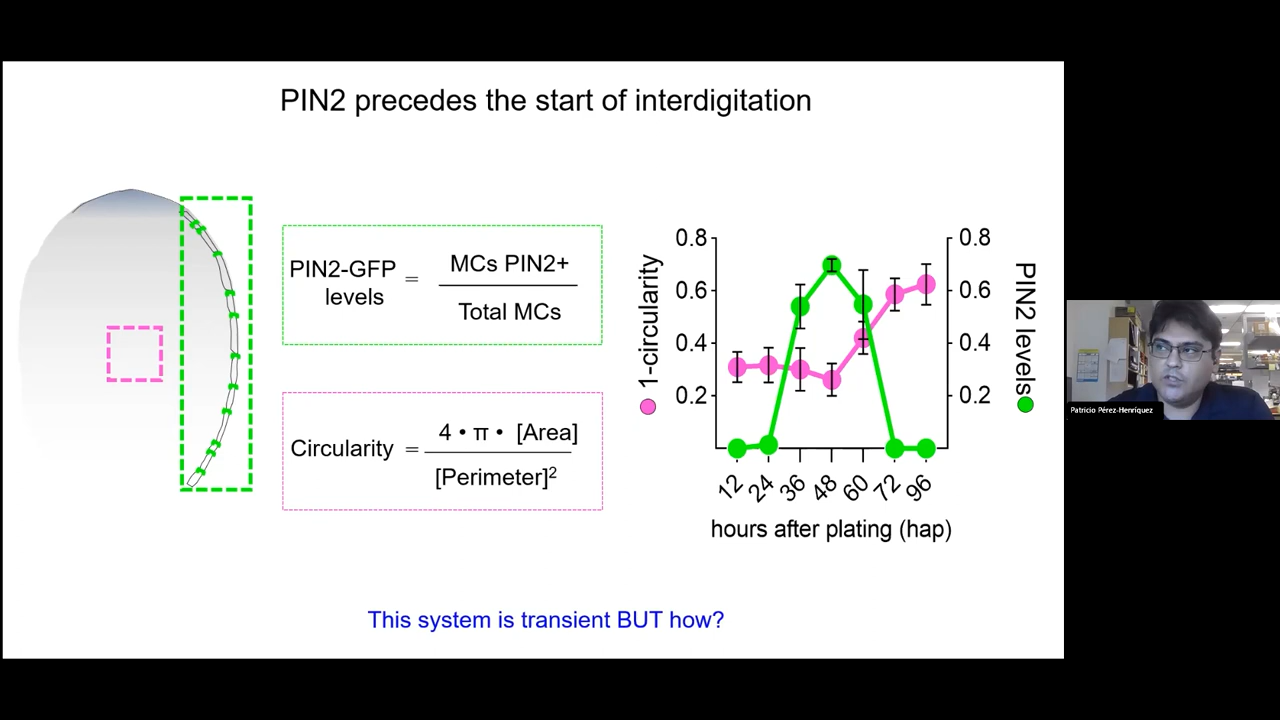 PIN2 precedes the start of interdigitation
PIN2-GFP
levels
=
MCs PIN2+
Total MCs
Circularity
=
4 • π • [Area]
[Perimeter]²
1-circularity
0.8
0.6
0.4
0.2
0.8
0.6
0.4
0.2
PIN2 levels
12 24 36 48 60 72 96
hours after plating (hap)
This system is transient BUT how?
Patricio Pérez-Henríquez